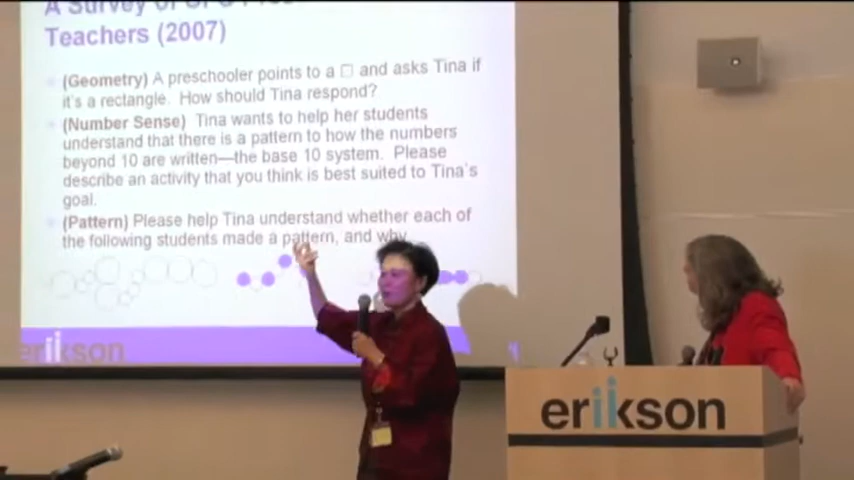 A Survey of
Teachers (2007)
(Geometry) A preschooler points to a □ and asks Tina if
it's a rectangle. How should Tina respond?
(Number Sense) Tina wants to help her students
understand that there is a pattern to how the numbers
beyond 10 are written—the base 10 system. Please
describe an activity that you think is best suited to Tina's
goal.
(Pattern) Please help Tina understand whether each of
the following students made a pattern, and why
erikson
erikson